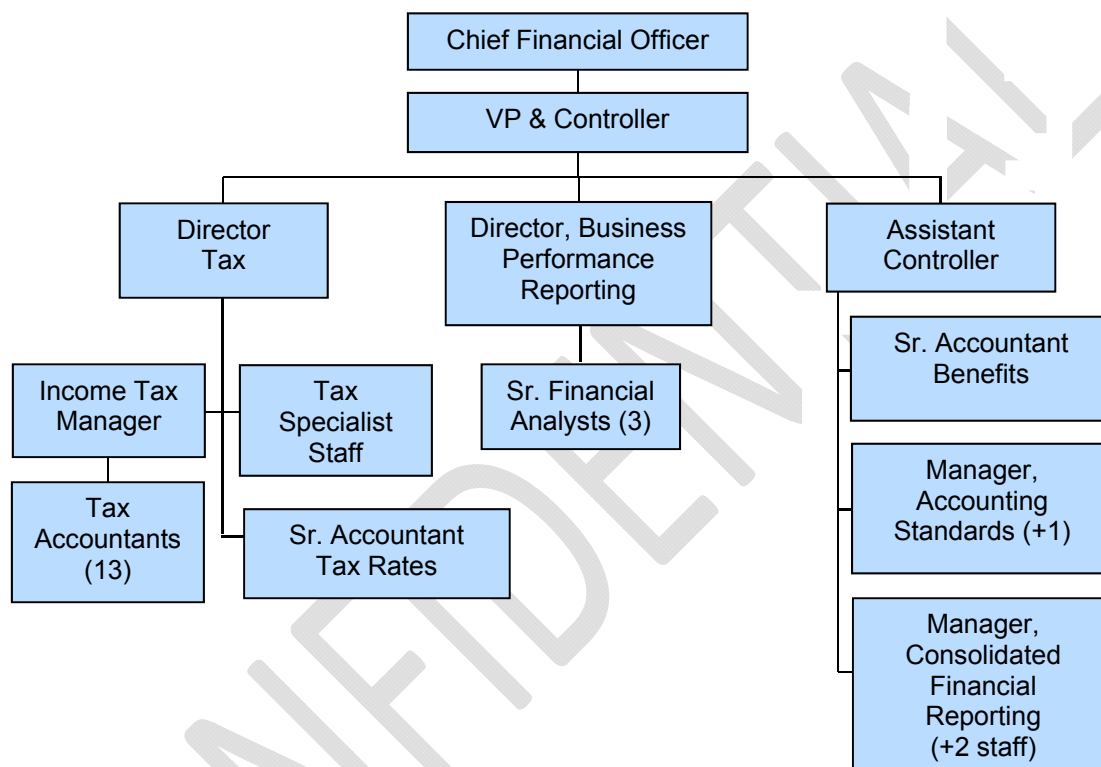 Chief Financial Officer
VP & Controller
Director
Tax
Director, Business
Performance
Reporting
Assistant
Controller
Income Tax
Manager
Tax
Specialist
Staff
Sr. Financial
Analysts (3)
Sr. Accountant
Benefits
Tax
Accountants
(13)
Sr. Accountant
Tax Rates
Manager,
Accounting
Standards (+1)
Manager,
Consolidated
Financial
Reporting
(+2 staff)
NFIDENTIAL